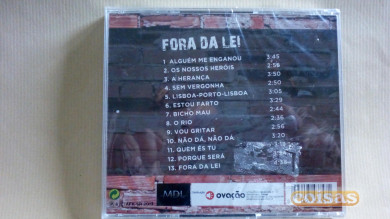 FORA DA LEI
1 ALGUÉM ME ENGANOU 3:45
2. OS NOSSOS HERÓIS 2:56
3. A HERANÇA 2:50
4. SEM VERGONHA 2:50
5. LISBOA-PORTO-LISBOA 3:05
6. ESTOU FARTO 3:29
7. BICHO MAU 2:44
8. O RIO 2:35
9. VOU GRITAR 2:56
10. NÃO DÁ, NÃO DÁ 3:20
11. QUEM ÉS TU
12. PORQUE SERÁ
13. FORA DA LEI
MDL
ovação
coisas